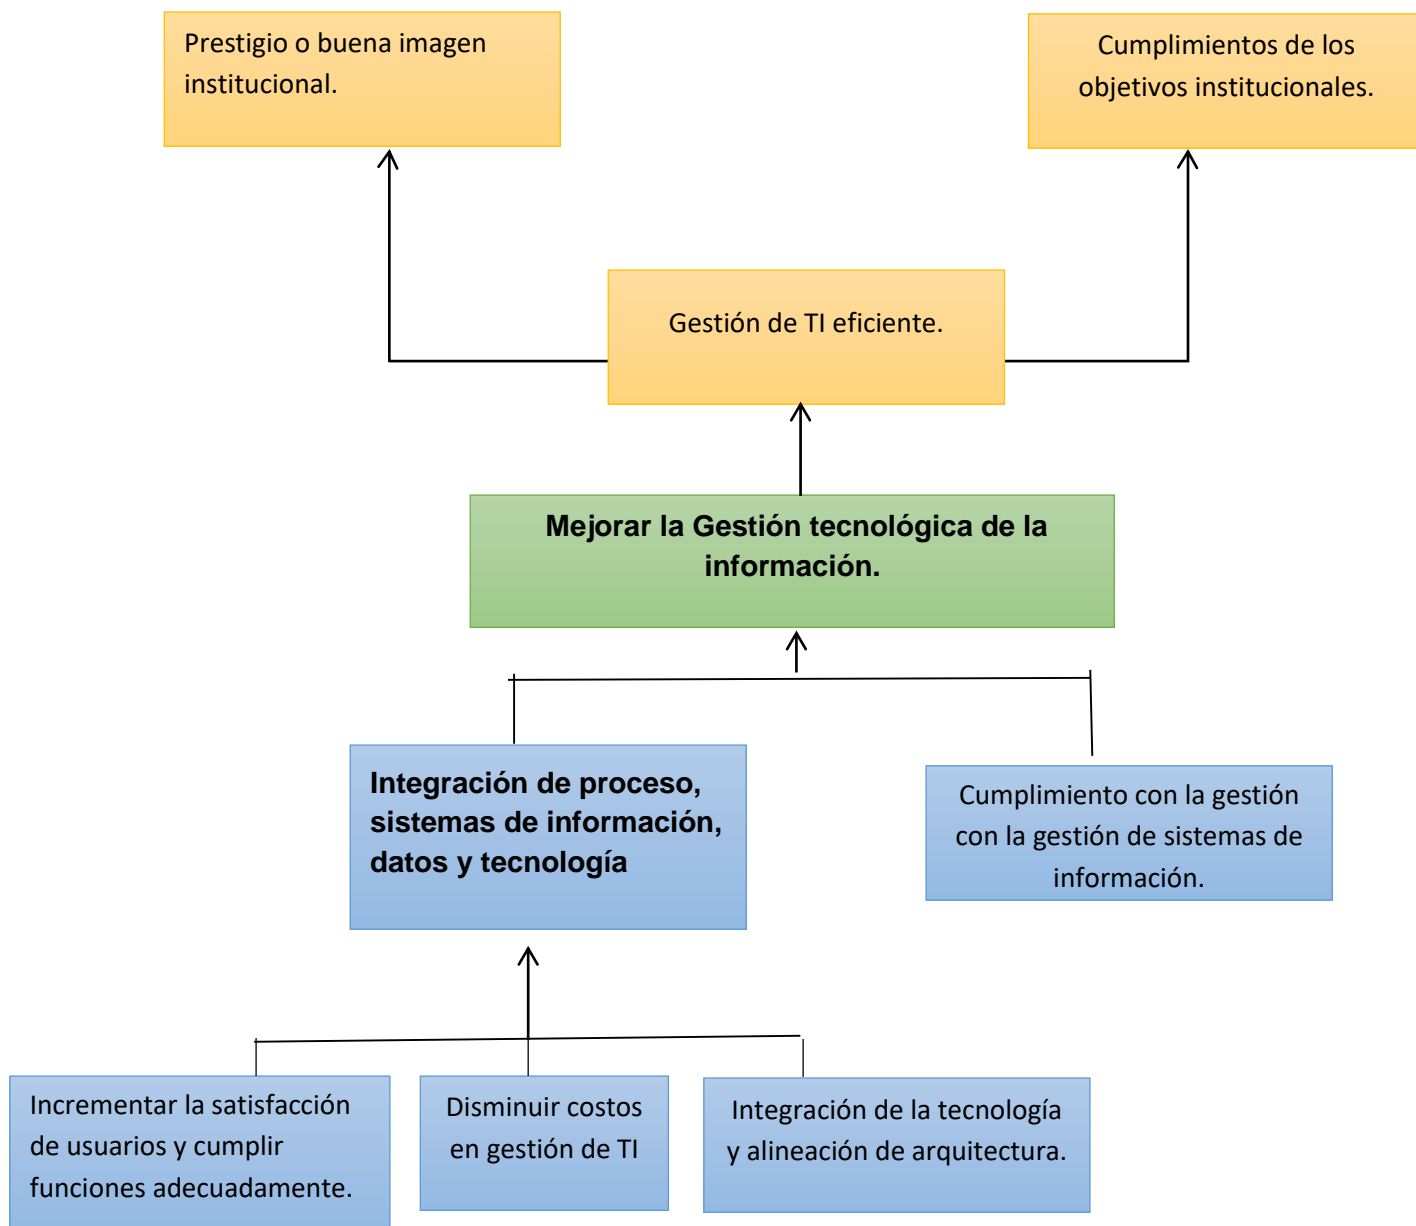 Prestigio o buena imagen
institucional.
Cumplimientos de los
objetivos institucionales.
Gestión de TI eficiente.
Mejorar la Gestión tecnológica de la
información.
Integración de proceso,
sistemas de información,
datos y tecnología
Cumplimiento con la gestión
con la gestión de sistemas de
información.
Incrementar la satisfacción
de usuarios y cumplir
funciones adecuadamente.
Disminuir costos
en gestión de TI
Integración de la tecnología
y alineación de arquitectura.